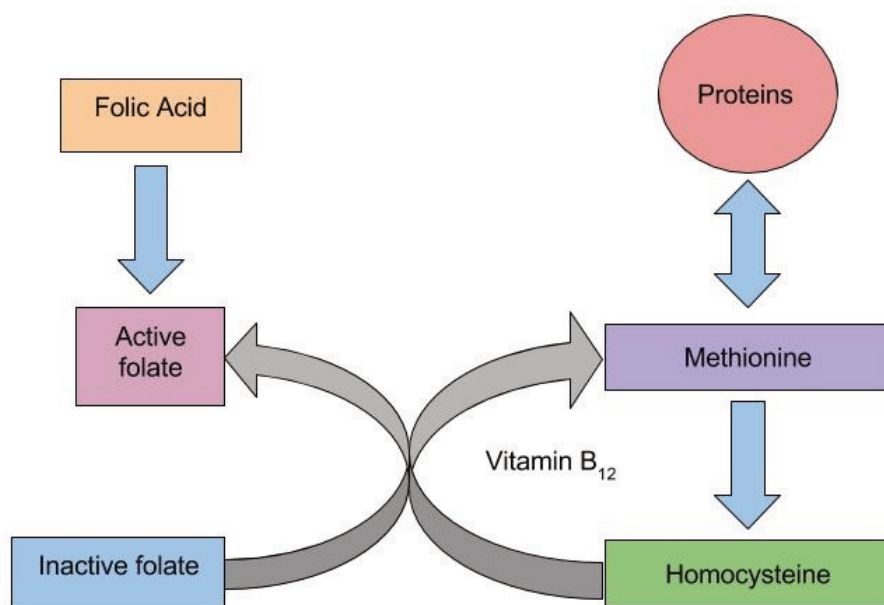 Folic Acid
Proteins
Active
folate
Methionine
Vitamin B₁₂
Inactive folate
Homocysteine